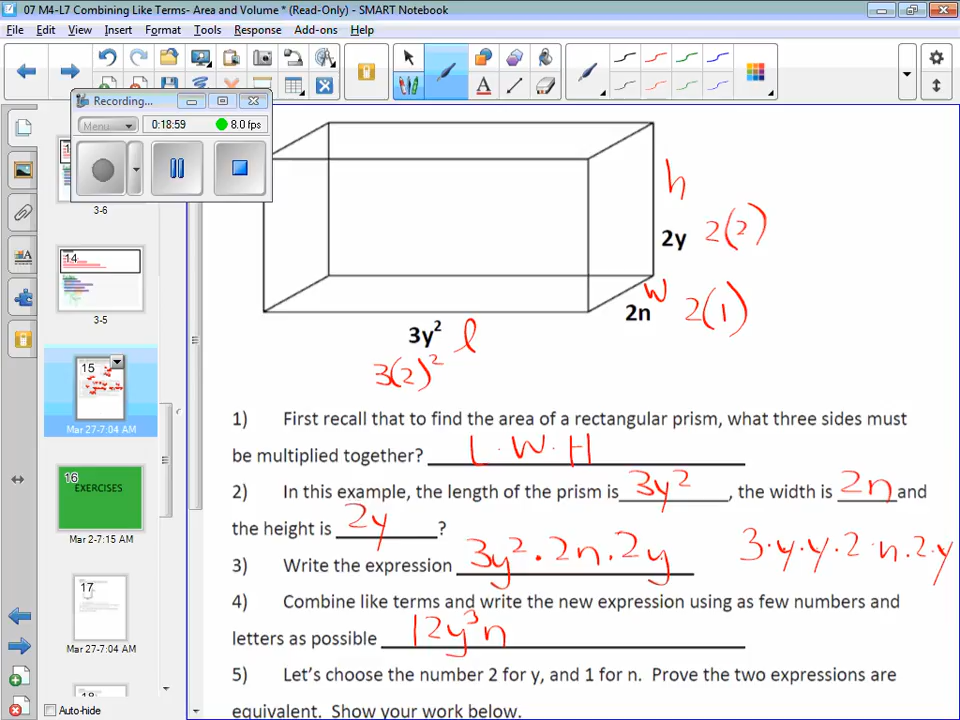 07 M4-L7 Combining Like Terms- Area and Volume * (Read-Only) - SMART Notebook
File Edit View Insert Format Tools Response Add-ons Help
Recording...
Menu 0:18:59 8.0 fps
3-6
14
3-5
15
Mar 27-7:04 AM
16
EXERCISES
Mar 2-7:15 AM
17
Mar 27-7:04 AM
18
Auto-hide
h
2y 2(2)
w
2n 2(1)
3y² l
3(2)²
1) First recall that to find the area of a rectangular prism, what three sides must
be multiplied together? L · W · H
2) In this example, the length of the prism is 3y², the width is 2n and
the height is 2y ?
3) Write the expression 3y² · 2n · 2y 3·y·y·2·n·2·y
4) Combine like terms and write the new expression using as few numbers and
letters as possible 12y³n
5) Let's choose the number 2 for y, and 1 for n. Prove the two expressions are
equivalent. Show your work below.